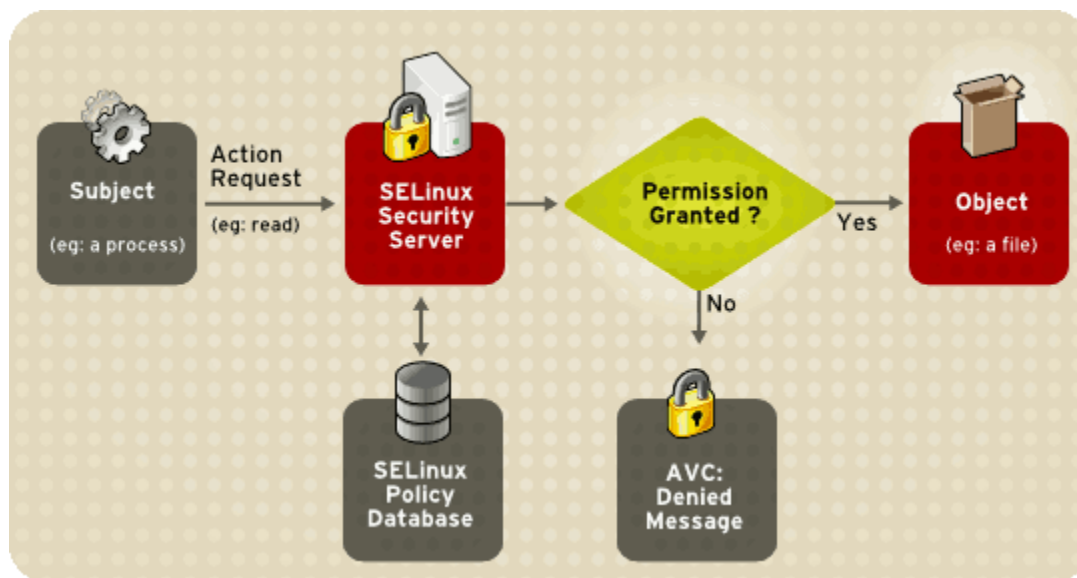 Subject
(eg: a process)
Action
Request
(eg: read)
SELinux
Security
Server
Permission
Granted ?
Yes
Object
(eg: a file)
No
SELinux
Policy
Database
AVC:
Denied
Message